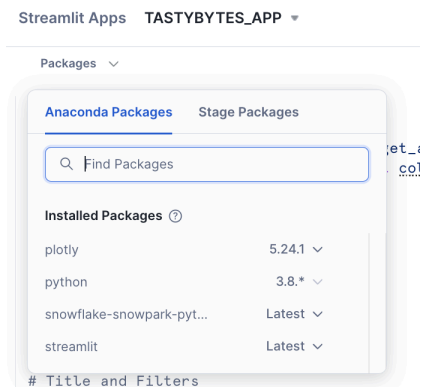 Streamlit Apps TASTYBYTES_APP
Packages
Anaconda Packages Stage Packages
Find Packages
Installed Packages ?
plotly 5.24.1
python 3.8.*
snowflake-snowpark-pyt... Latest
streamlit Latest
# Title and Filters